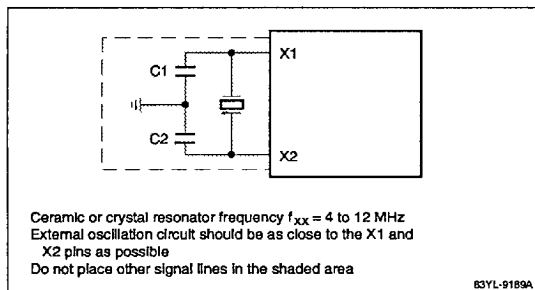 X1
C1
C2
X2
Ceramic or crystal resonator frequency fXX = 4 to 12 MHz
External oscillation circuit should be as close to the X1 and
X2 pins as possible
Do not place other signal lines in the shaded area
83YL-9189A